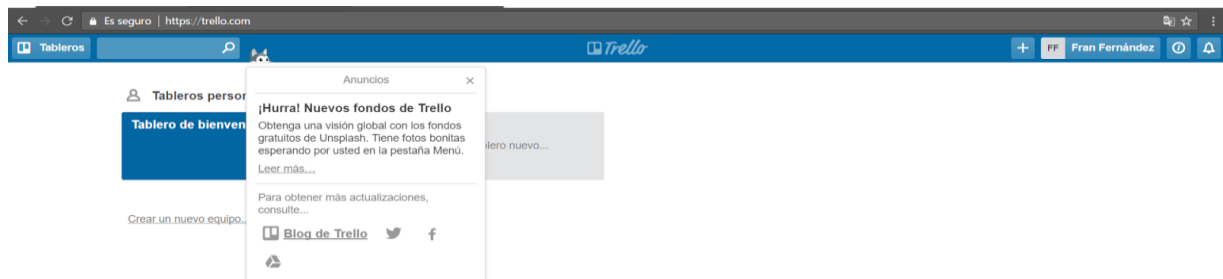 Es seguro | https://trello.com
Tableros
Trello
FF Fran Fernández
Anuncios
Tableros person
¡Hurra! Nuevos fondos de Trello
Tablero de bienven
Obtenga una visión global con los fondos
gratuitos de Unsplash. Tiene fotos bonitas
esperando por usted en la pestaña Menú.
lero nuevo...
Leer más...
Para obtener más actualizaciones,
consulte...
Crear un nuevo equipo..
Blog de Trello